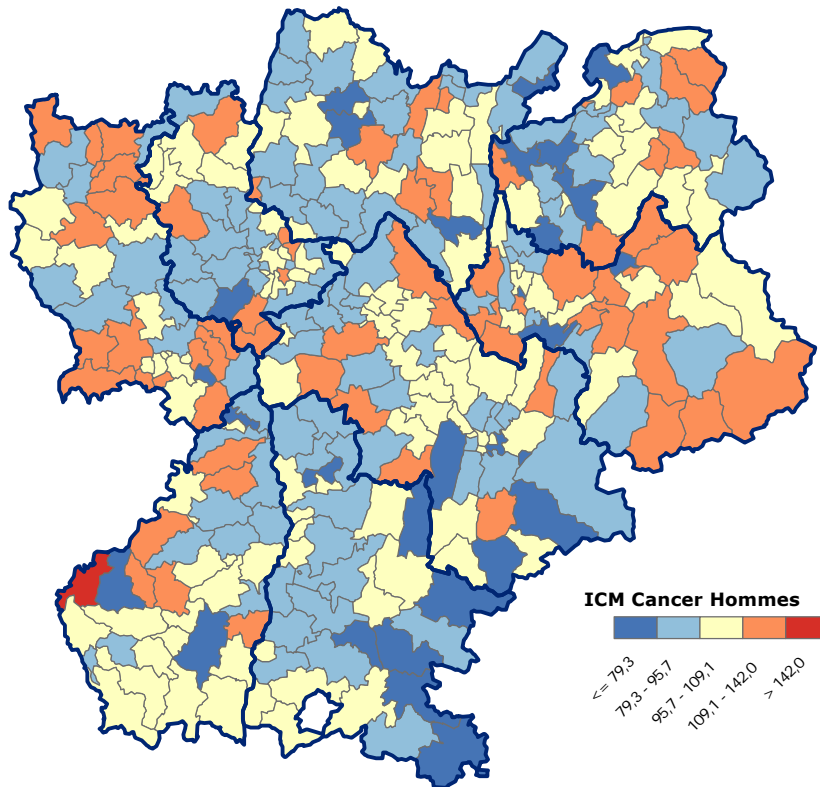 ICM Cancer Hommes
<= 79,3
79,3 - 95,7
95,7 - 109,1
109,1 - 142,0
> 142,0